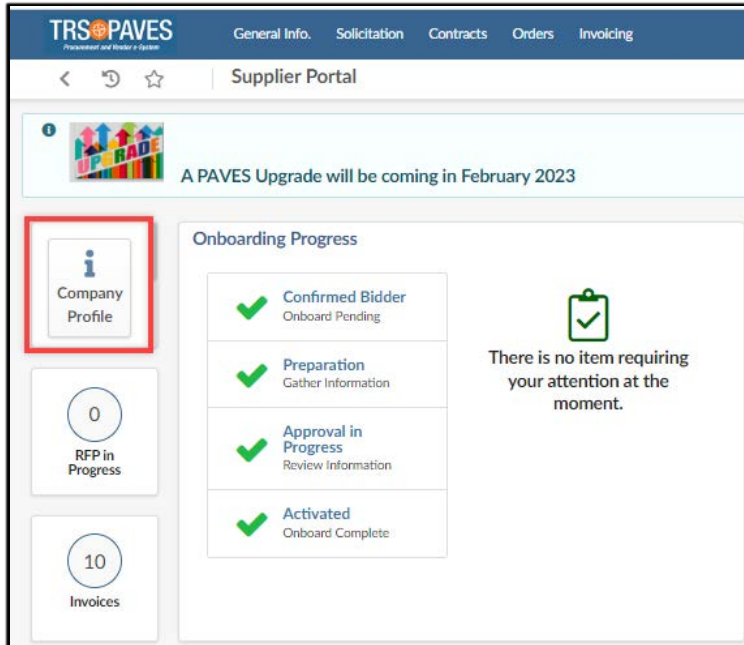 TRS PAVES
Procurement and Vendor e-System
General Info. Solicitation Contracts Orders Invoicing
Supplier Portal
UPGRADE
A PAVES Upgrade will be coming in February 2023
Company
Profile
0
RFP in
Progress
10
Invoices
Onboarding Progress
Confirmed Bidder
Onboard Pending
Preparation
Gather Information
Approval in
Progress
Review Information
Activated
Onboard Complete
There is no item requiring
your attention at the
moment.